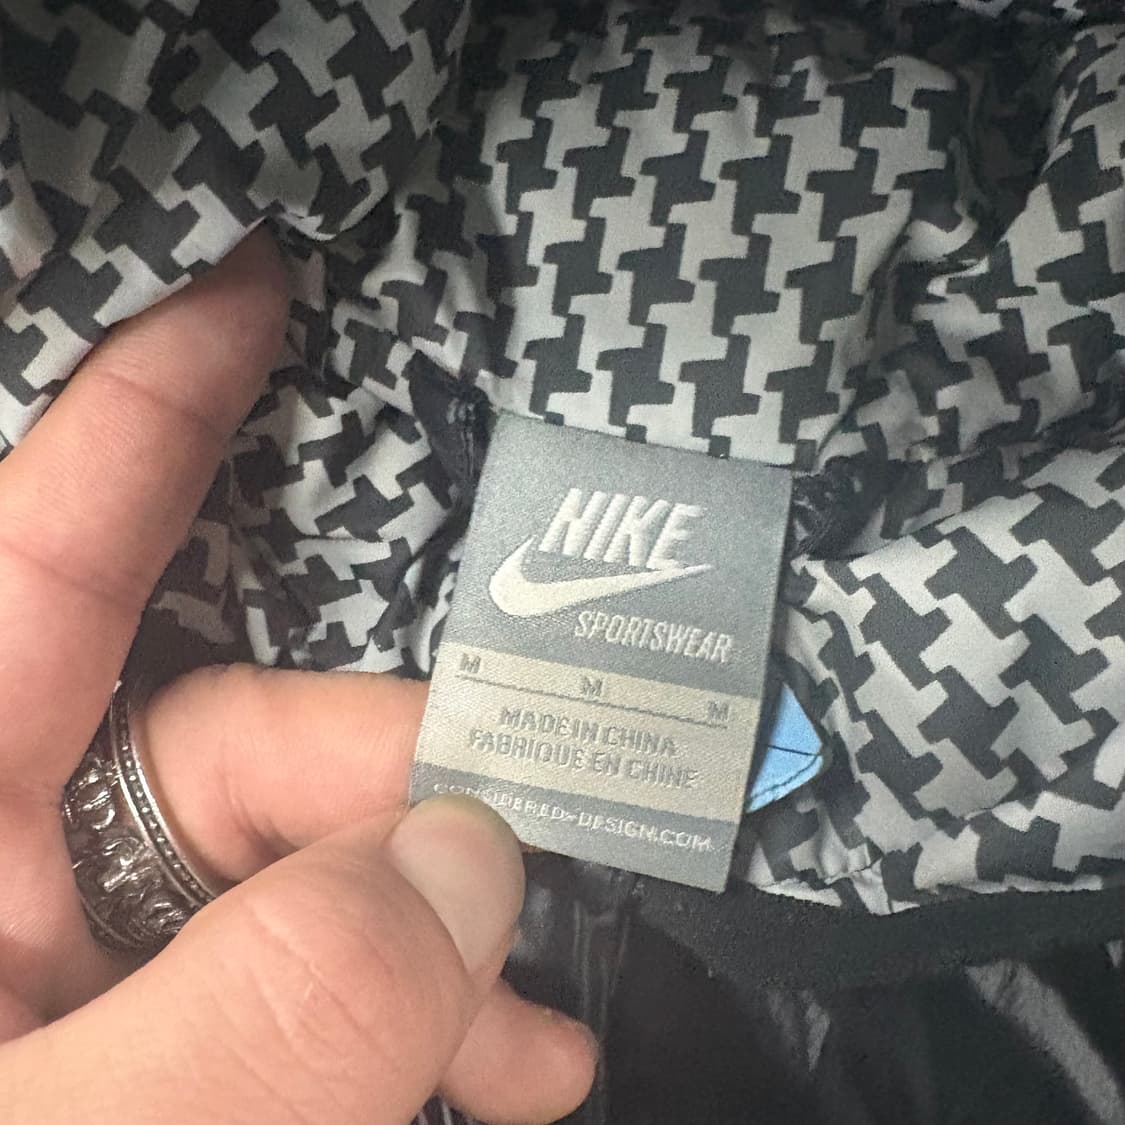 NIKE
SPORTSWEAR
M M M
MADE IN CHINA
FABRIQUE EN CHINE
CONSIDERED-DESIGN.COM